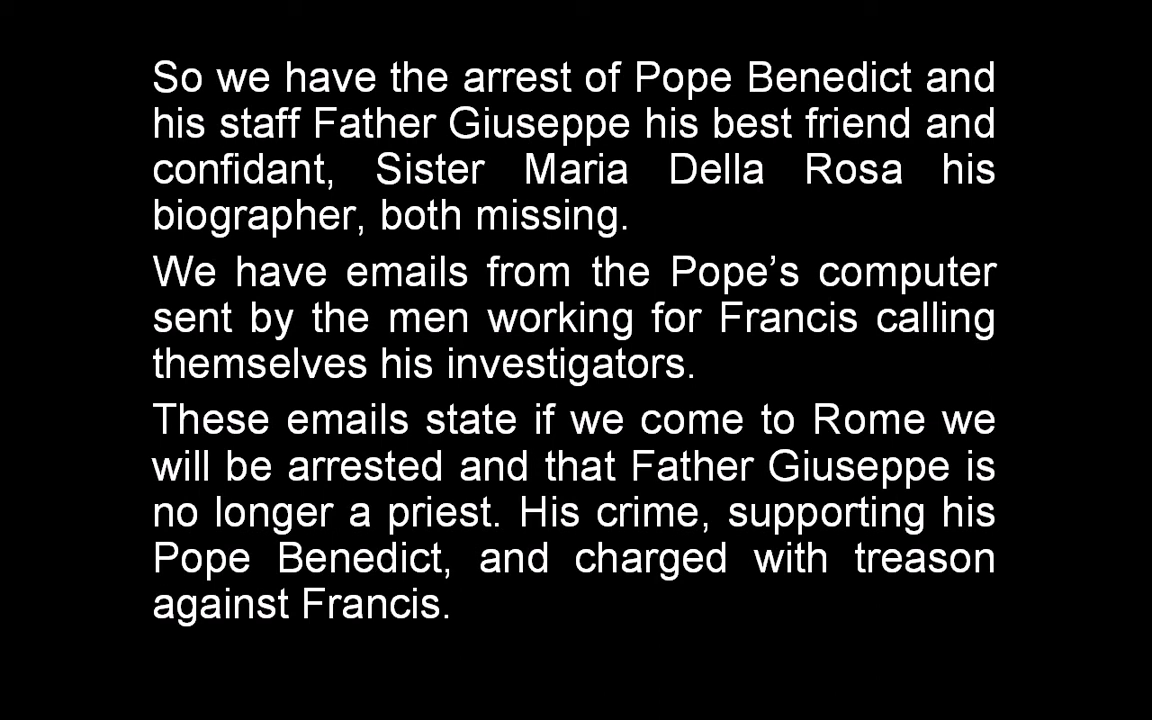 So we have the arrest of Pope Benedict and
his staff Father Giuseppe his best friend and
confidant, Sister Maria Della Rosa his
biographer, both missing.
We have emails from the Pope’s computer
sent by the men working for Francis calling
themselves his investigators.
These emails state if we come to Rome we
will be arrested and that Father Giuseppe is
no longer a priest. His crime, supporting his
Pope Benedict, and charged with treason
against Francis.